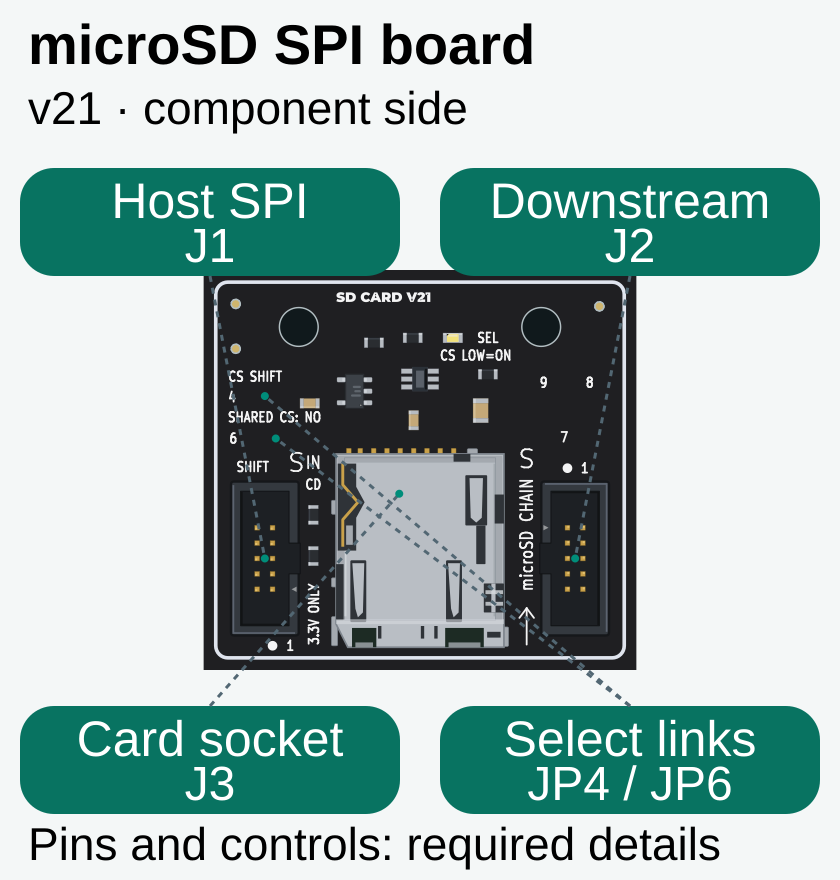 microSD SPI board
v21 · component side
Host SPI
J1
Downstream
J2
SD CARD V21
SEL
CS LOW=ON
CS SHIFT
4
SHARED CS: NO
6
9 8
7
SHIFT
S IN
CD
S
1
microSD CHAIN
3.3V ONLY
1
Card socket
J3
Select links
JP4 / JP6
Pins and controls: required details